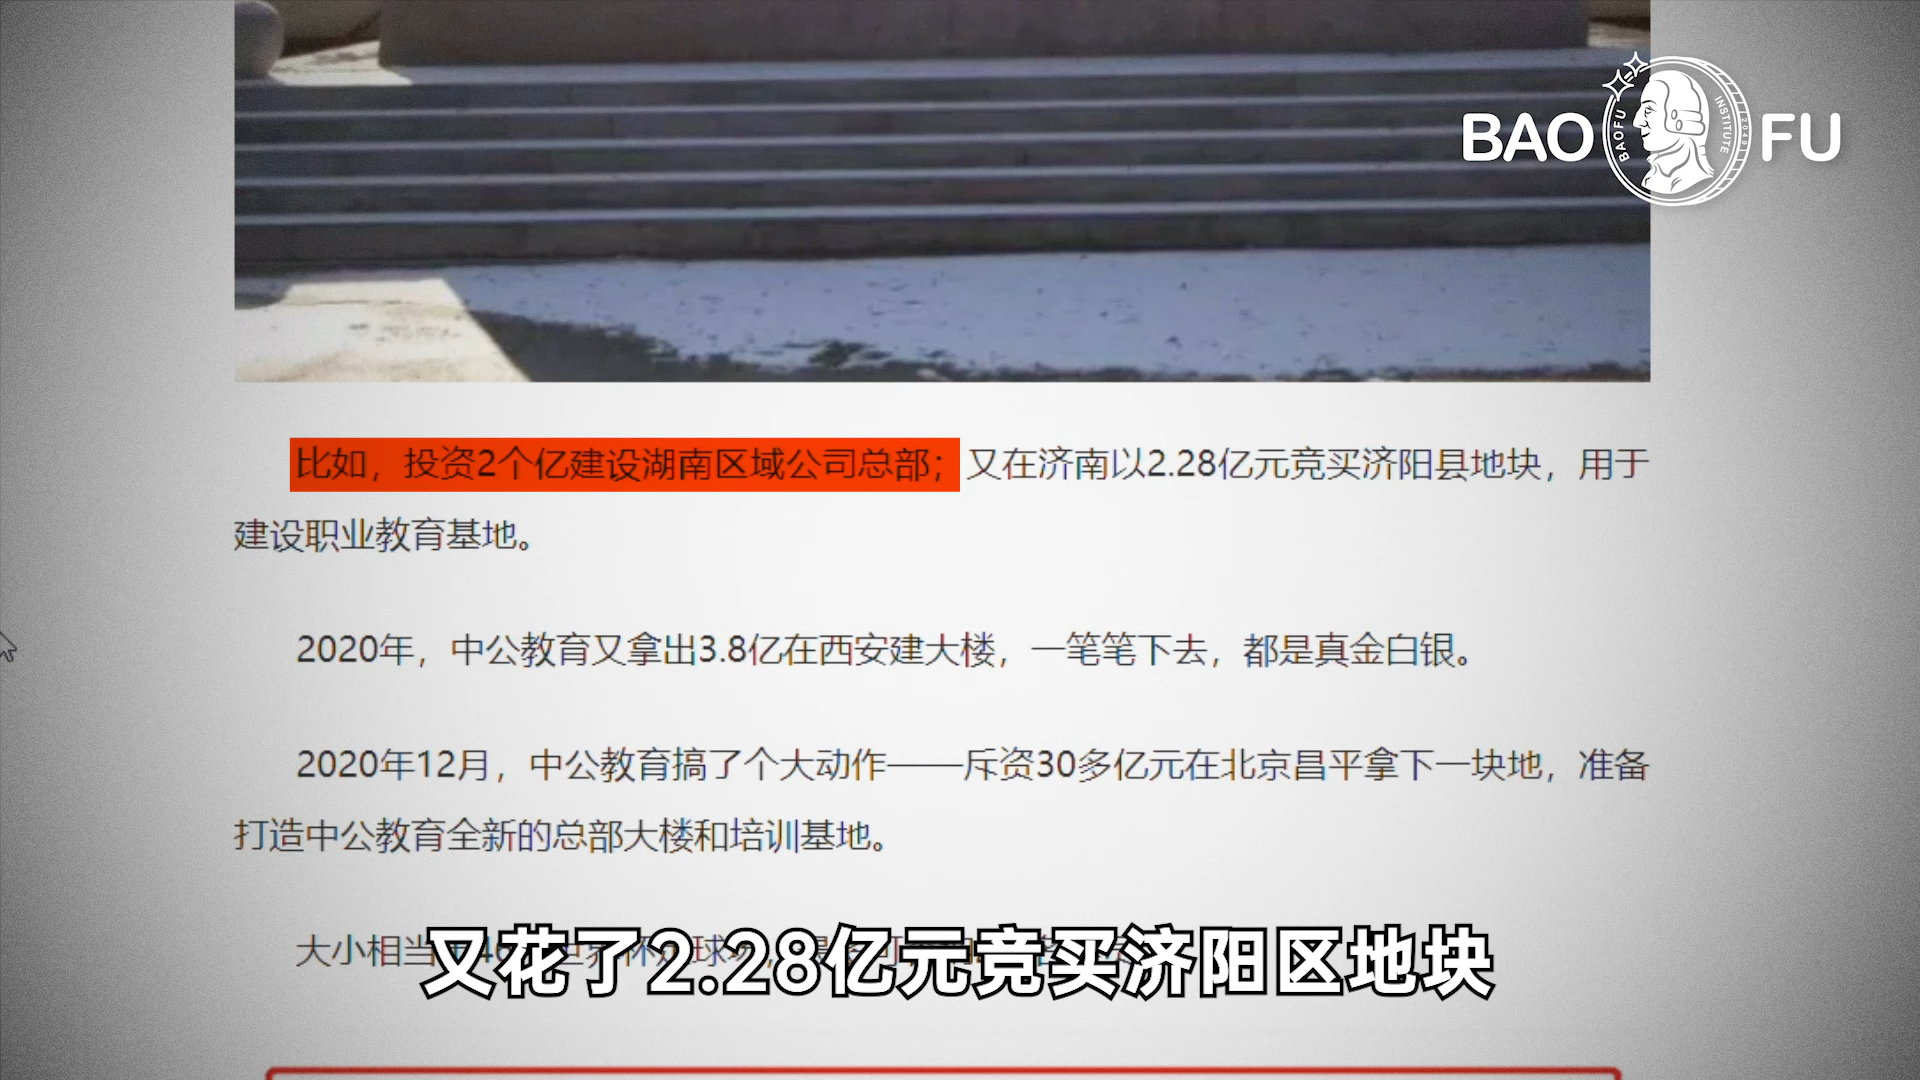 BAO FU
BAOFU INSTITUTE 2049
比如，投资2个亿建设湖南区域公司总部；又在济南以2.28亿元竞买济阳县地块，用于
建设职业教育基地。
2020年，中公教育又拿出3.8亿在西安建大楼，一笔笔下去，都是真金白银。
2020年12月，中公教育搞了个大动作——斥资30多亿元在北京昌平拿下一块地，准备
打造中公教育全新的总部大楼和培训基地。
大小相当
又花了2.28亿元竞买济阳区地块